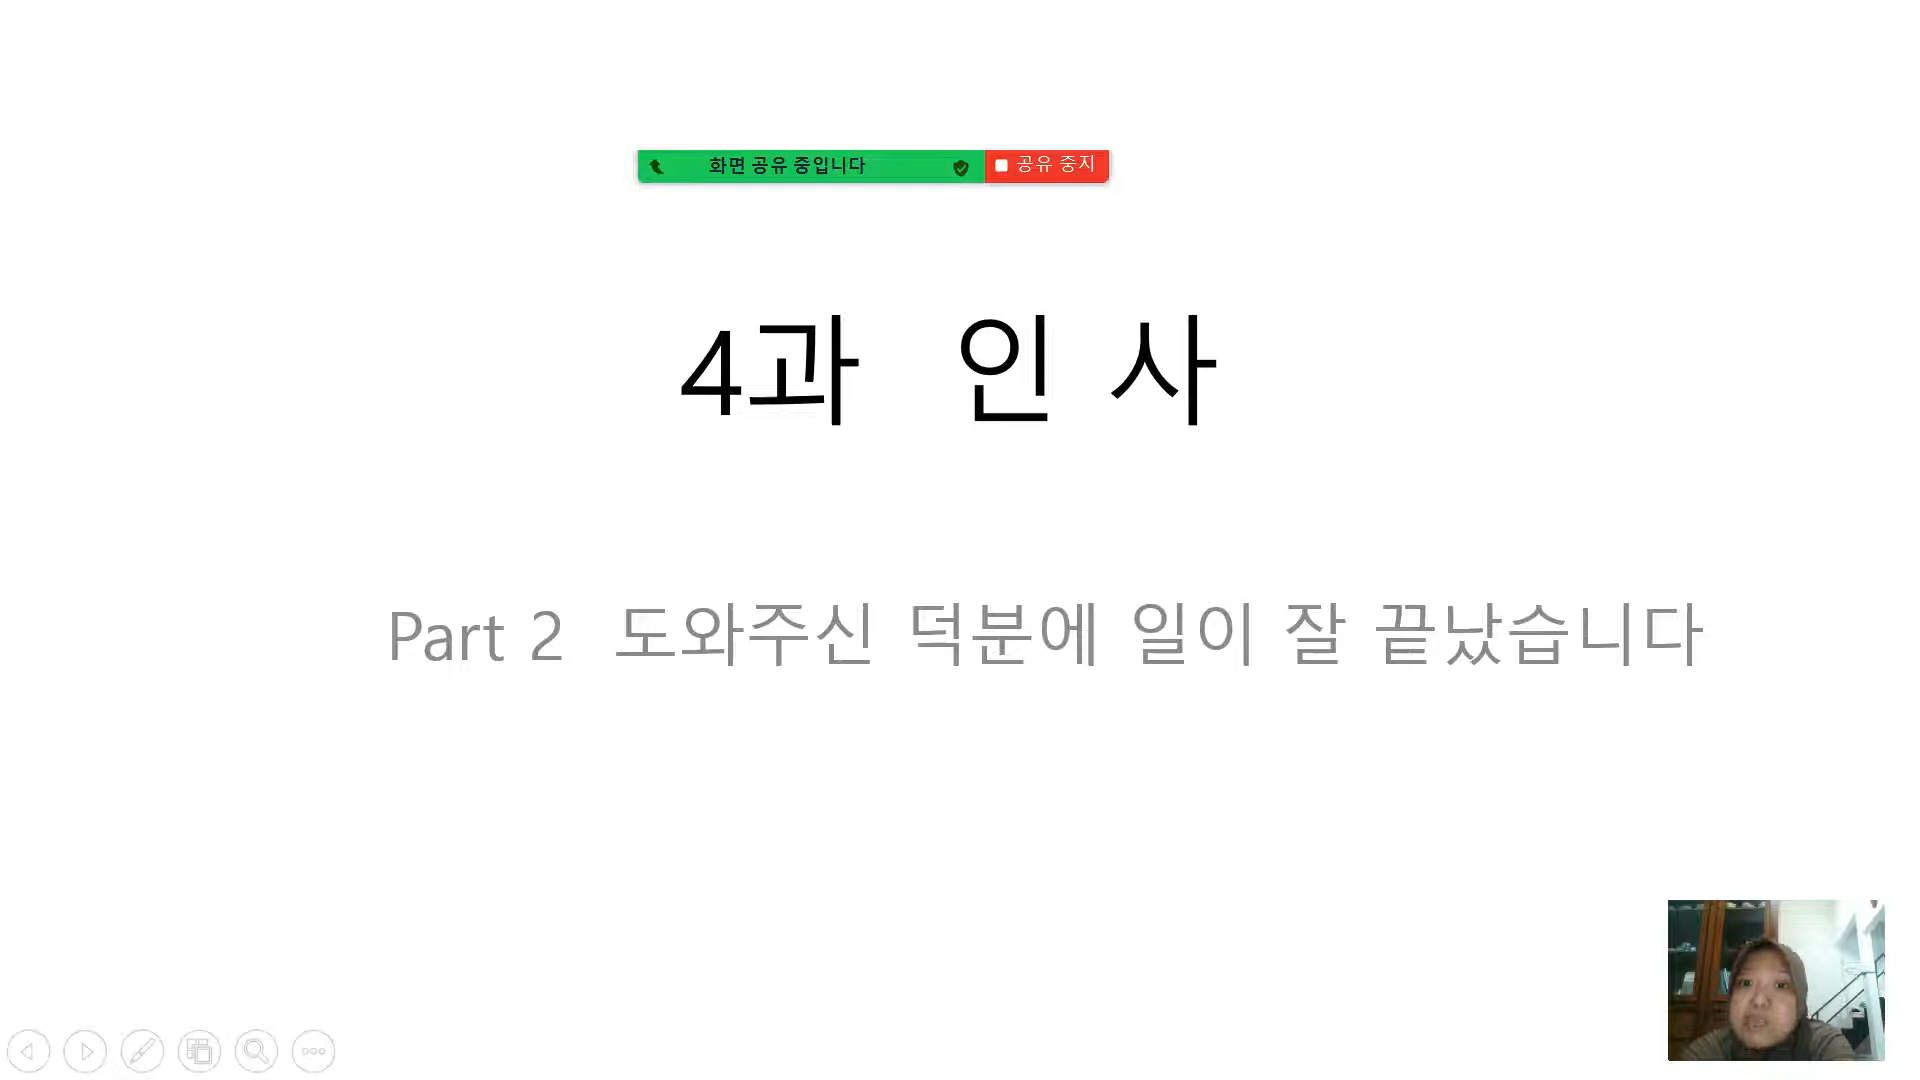 화면 공유 중입니다 공유 중지
4과 인 사
Part 2 도와주신 덕분에 일이 잘 끝났습니다